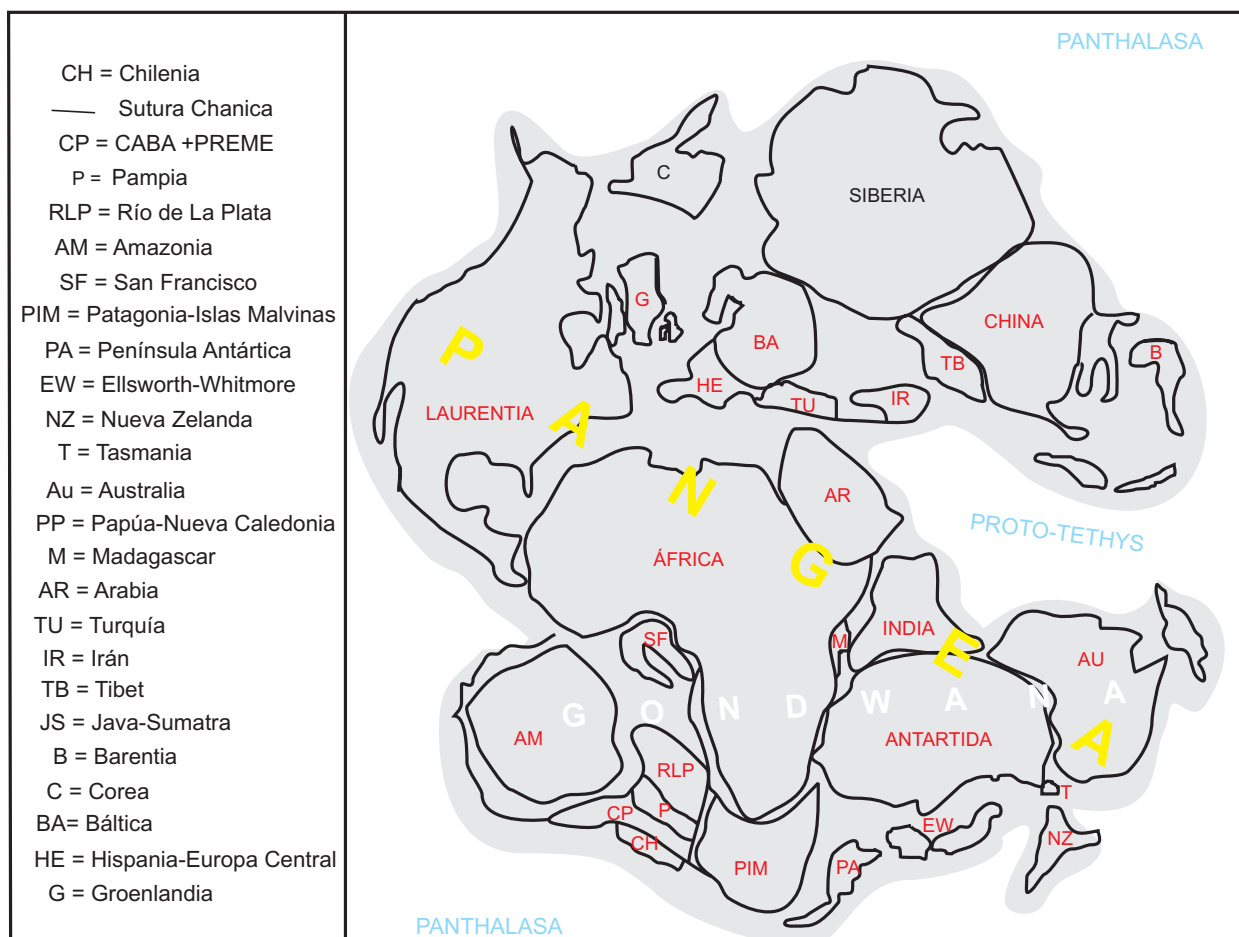 CH = Chilenia
Sutura Chanica
CP = CABA +PREME
P = Pampia
RLP = Río de La Plata
AM = Amazonia
SF = San Francisco
PIM = Patagonia-Islas Malvinas
PA = Península Antártica
EW = Ellsworth-Whitmore
NZ = Nueva Zelanda
T = Tasmania
Au = Australia
PP = Papúa-Nueva Caledonia
M = Madagascar
AR = Arabia
TU = Turquía
IR = Irán
TB = Tibet
JS = Java-Sumatra
B = Barentia
C = Corea
BA= Báltica
HE = Hispania-Europa Central
G = Groenlandia
PANTHALASA
C
SIBERIA
G
BA
CHINA
TB
B
HE
TU
IR
LAURENTIA
PANGEA
AR
PROTO-TETHYS
ÁFRICA
SF
M
INDIA
AU
GONDWANA
AM
ANTARTIDA
RLP
T
CP
P
CH
EW
NZ
PIM
PA
PANTHALASA